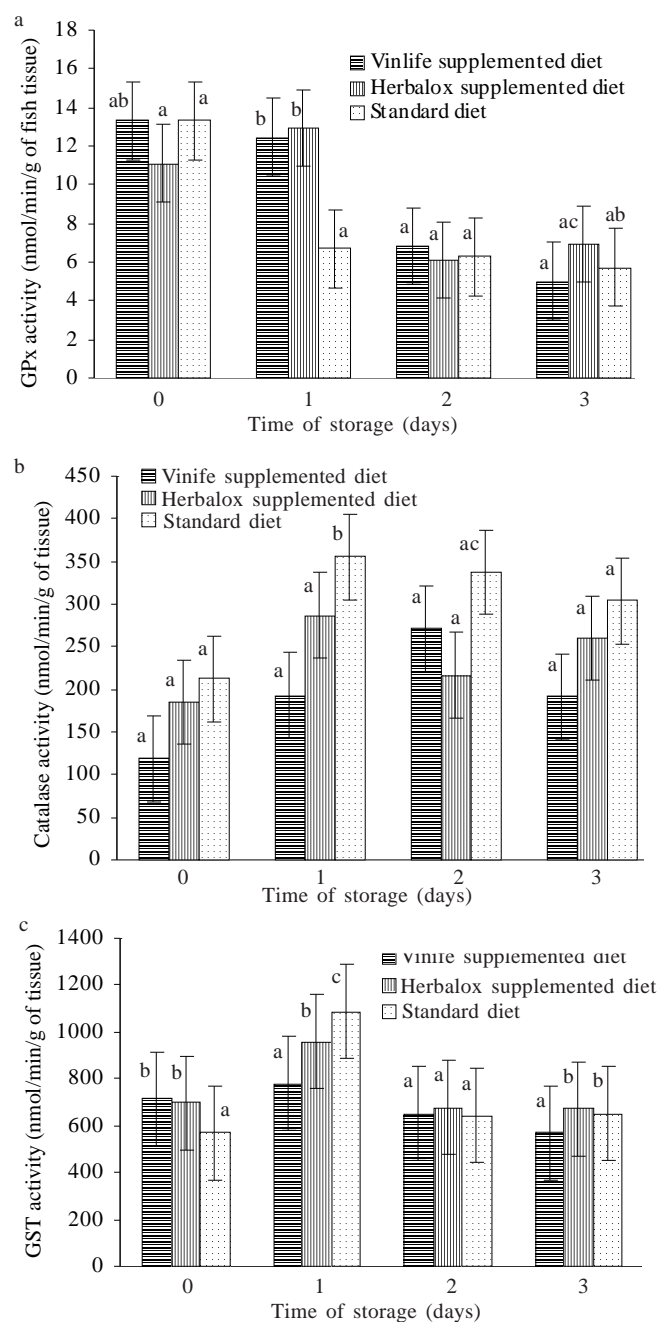 a
GPx activity (nmol/min/g of fish tissue)
18
16
14
12
10
8
6
4
2
0
Vinlife supplemented diet
Herbalox supplemented diet
Standard diet
ab a a
b b a
a a a
a ac ab
0 1 2 3
Time of storage (days)
b
Catalase activity (nmol/min/g of tissue)
450
400
350
300
250
200
150
100
50
0
Vinife supplemented diet
Herbalox supplemented diet
Standard diet
a a a
a a b
a a ac
a a a
0 1 2 3
Time of storage (days)
c
GST activity (nmol/min/g of tissue)
1400
1200
1000
800
600
400
200
0
Vinife supplemented diet
Herbalox supplemented diet
Standard diet
b b a
a b c
a a a
a b b
0 1 2 3
Time of storage (days)